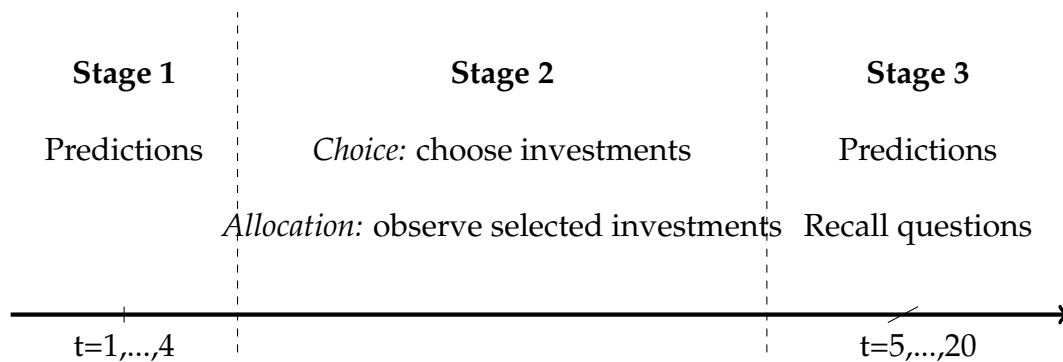 Stage 1 Stage 2 Stage 3
Predictions Choice: choose investments Predictions
Allocation: observe selected investments Recall questions
t=1,...,4 t=5,...,20